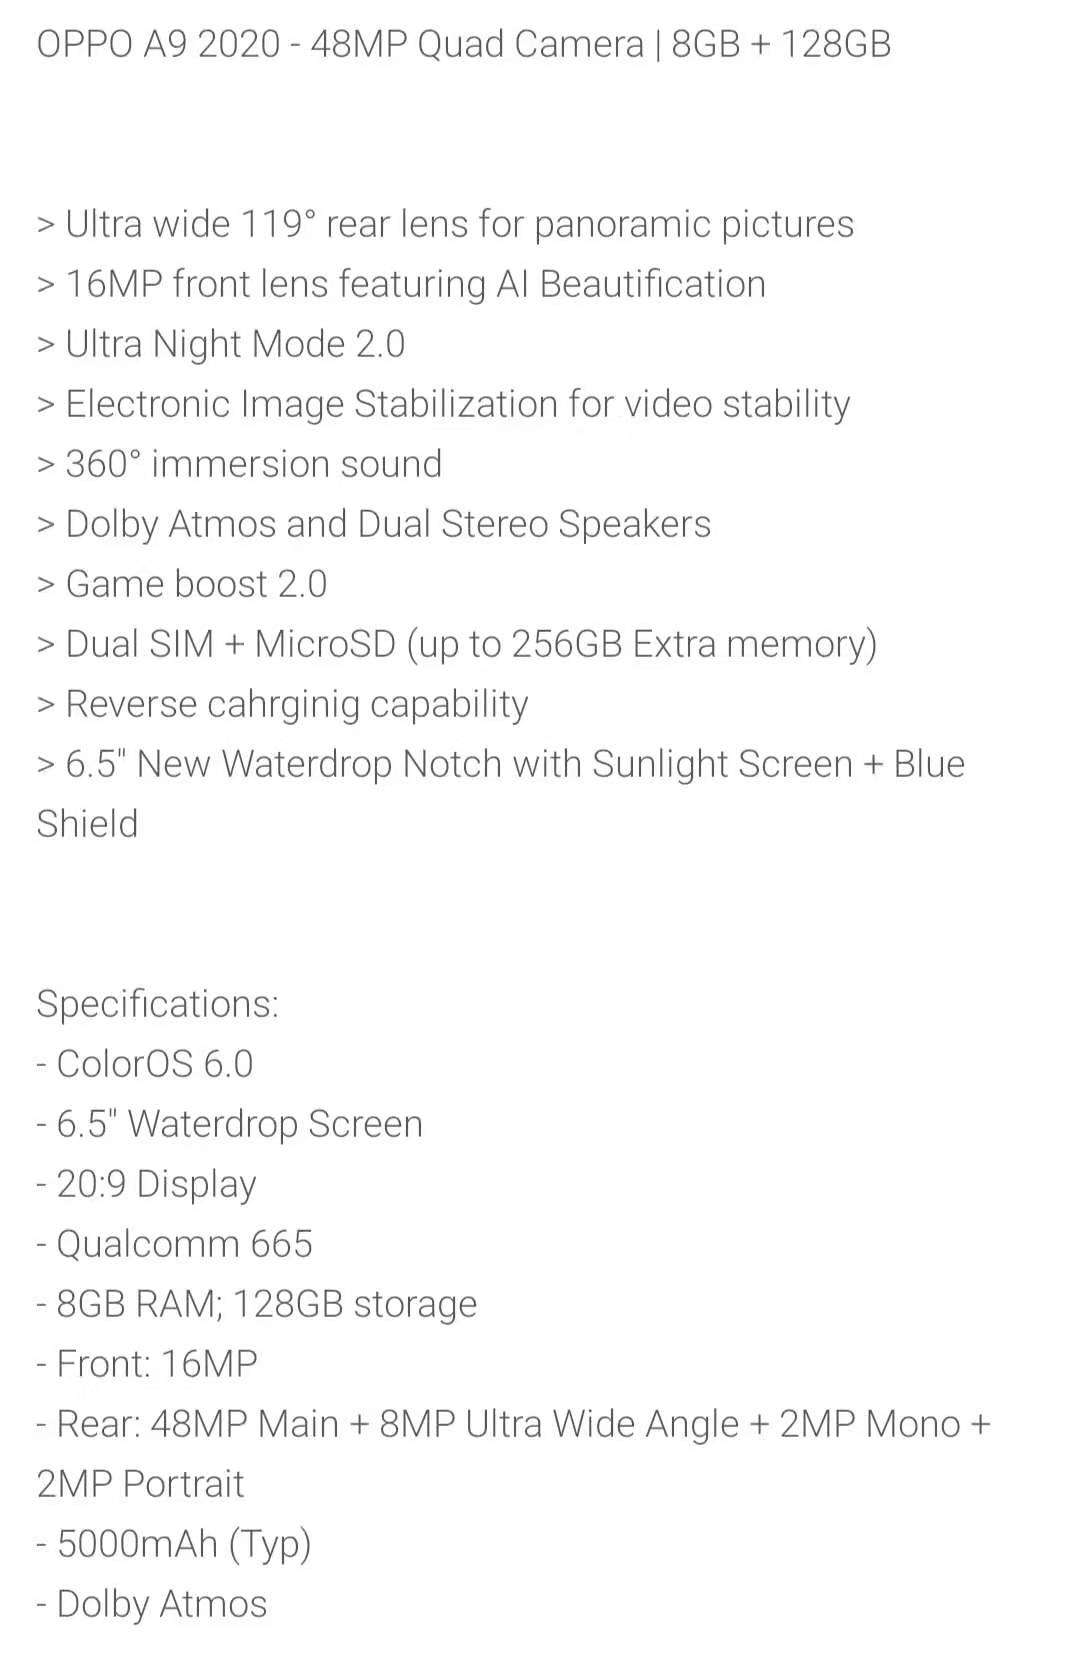 OPPO A9 2020 - 48MP Quad Camera | 8GB + 128GB
> Ultra wide 119° rear lens for panoramic pictures
> 16MP front lens featuring AI Beautification
> Ultra Night Mode 2.0
> Electronic Image Stabilization for video stability
> 360° immersion sound
> Dolby Atmos and Dual Stereo Speakers
> Game boost 2.0
> Dual SIM + MicroSD (up to 256GB Extra memory)
> Reverse cahrginig capability
> 6.5" New Waterdrop Notch with Sunlight Screen + Blue
Shield
Specifications:
- ColorOS 6.0
- 6.5" Waterdrop Screen
- 20:9 Display
- Qualcomm 665
- 8GB RAM; 128GB storage
- Front: 16MP
- Rear: 48MP Main + 8MP Ultra Wide Angle + 2MP Mono +
2MP Portrait
- 5000mAh (Typ)
- Dolby Atmos